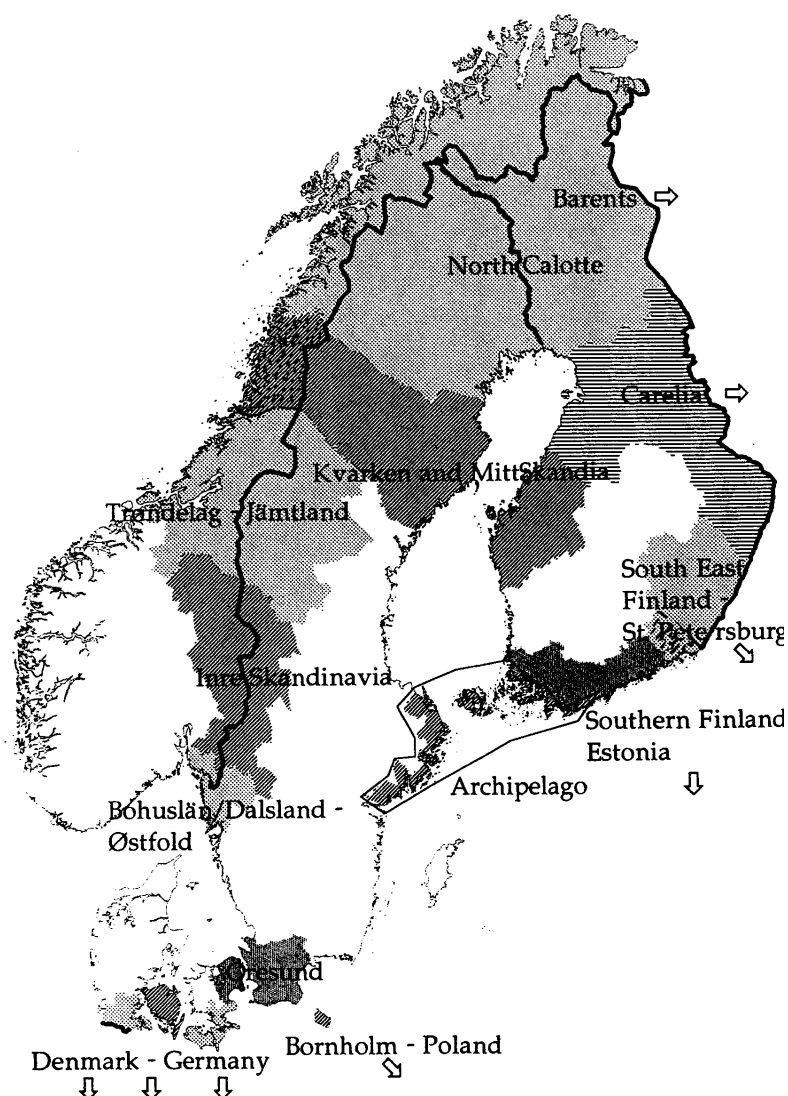 Barents
North Calotte
Carelia
Kvarken and MittSkandia
Trøndelag - Jämtland
South East
Finland -
St Petersburg
Inre Skandinavia
Southern Finland
Estonia
Archipelago
Bohuslän/Dalsland -
Østfold
Øresund
Bornholm - Poland
Denmark - Germany